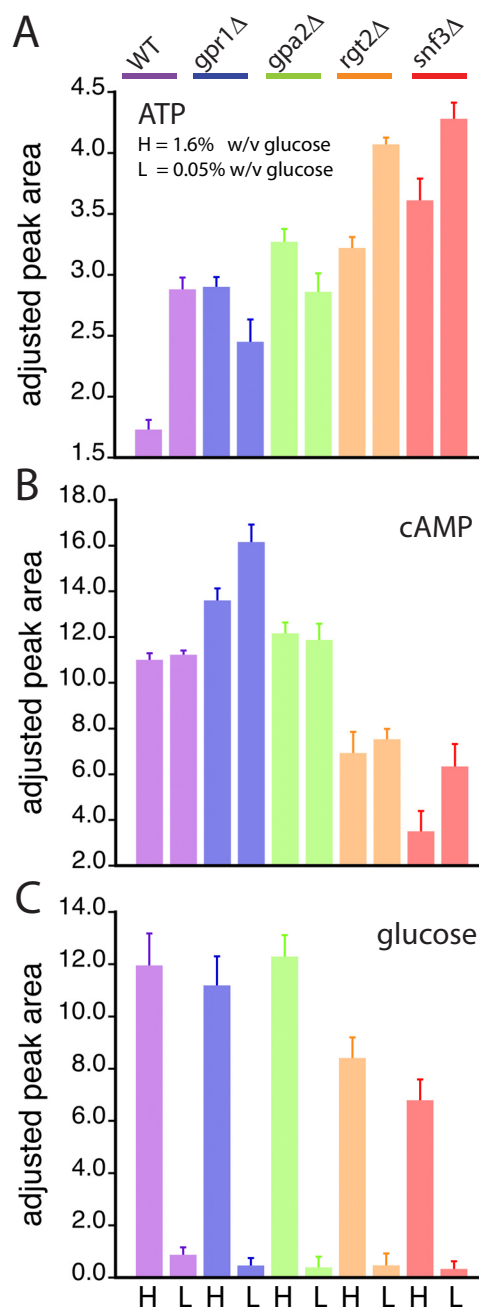 A
WT gpr1Δ gpa2Δ rgt2Δ snf3Δ
ATP
H = 1.6% w/v glucose
L = 0.05% w/v glucose
adjusted peak area
4.5
4.0
3.5
3.0
2.5
2.0
1.5
B
cAMP
adjusted peak area
18.0
16.0
14.0
12.0
10.0
8.0
6.0
4.0
2.0
C
glucose
adjusted peak area
14.0
12.0
10.0
8.0
6.0
4.0
2.0
0.0
H L H L H L H L H L